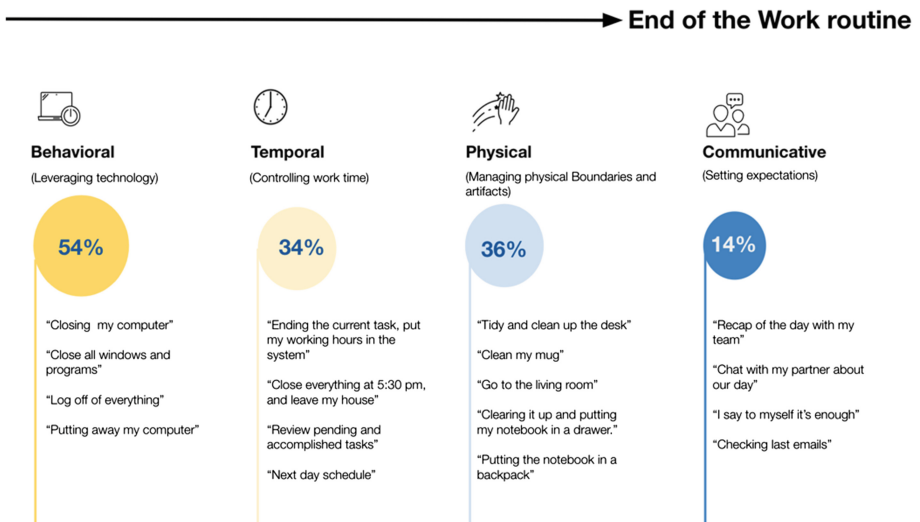 End of the Work routine
Behavioral
(Leveraging technology)
54%
“Closing my computer”
“Close all windows and
programs”
“Log off of everything”
“Putting away my computer”
Temporal
(Controlling work time)
34%
“Ending the current task, put
my working hours in the
system”
“Close everything at 5:30 pm,
and leave my house”
“Review pending and
accomplished tasks”
“Next day schedule”
Physical
(Managing physical Boundaries and
artifacts)
36%
“Tidy and clean up the desk”
“Clean my mug”
“Go to the living room”
“Clearing it up and putting
my notebook in a drawer.”
“Putting the notebook in a
backpack”
Communicative
(Setting expectations)
14%
“Recap of the day with my
team”
“Chat with my partner about
our day”
“I say to myself it’s enough”
“Checking last emails”